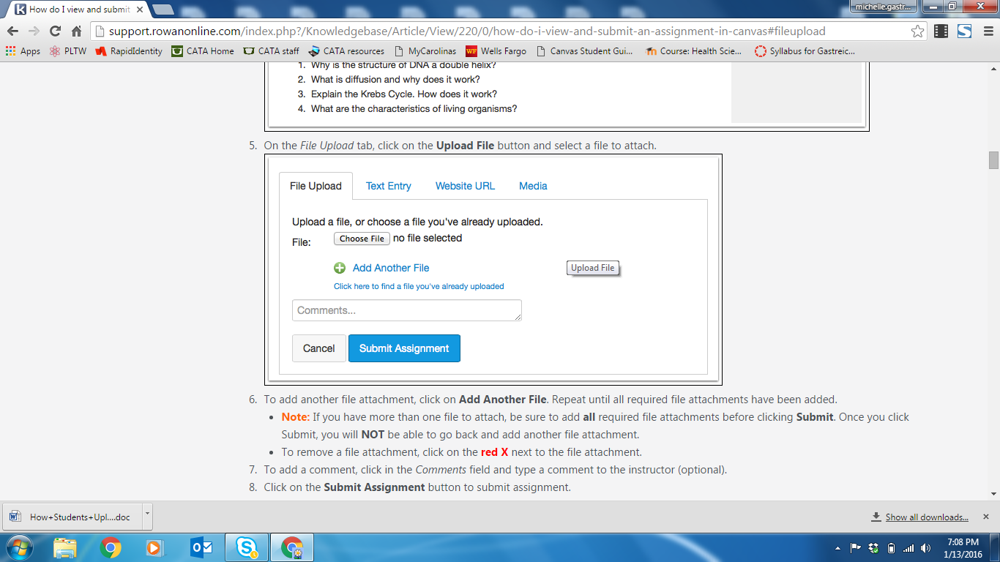 How do I view and submit
michelle.gastr...
support.rowanonline.com/index.php?/Knowledgebase/Article/View/220/0/how-do-i-view-and-submit-an-assignment-in-canvas#fileupload
Apps PLTW RapidIdentity CATA Home CATA staff CATA resources MyCarolinas Wells Fargo Canvas Student Gui... Course: Health Scie... Syllabus for Gastreic...
1. Why is the structure of DNA a double helix?
2. What is diffusion and why does it work?
3. Explain the Krebs Cycle. How does it work?
4. What are the characteristics of living organisms?
5. On the File Upload tab, click on the Upload File button and select a file to attach.
File Upload Text Entry Website URL Media
Upload a file, or choose a file you've already uploaded.
File: Choose File no file selected
Add Another File
Upload File
Click here to find a file you've already uploaded
Comments...
Cancel Submit Assignment
6. To add another file attachment, click on Add Another File. Repeat until all required file attachments have been added.
• Note: If you have more than one file to attach, be sure to add all required file attachments before clicking Submit. Once you click
Submit, you will NOT be able to go back and add another file attachment.
• To remove a file attachment, click on the red X next to the file attachment.
7. To add a comment, click in the Comments field and type a comment to the instructor (optional).
8. Click on the Submit Assignment button to submit assignment.
How+Students+Upl....doc
Show all downloads...
7:08 PM
1/13/2016